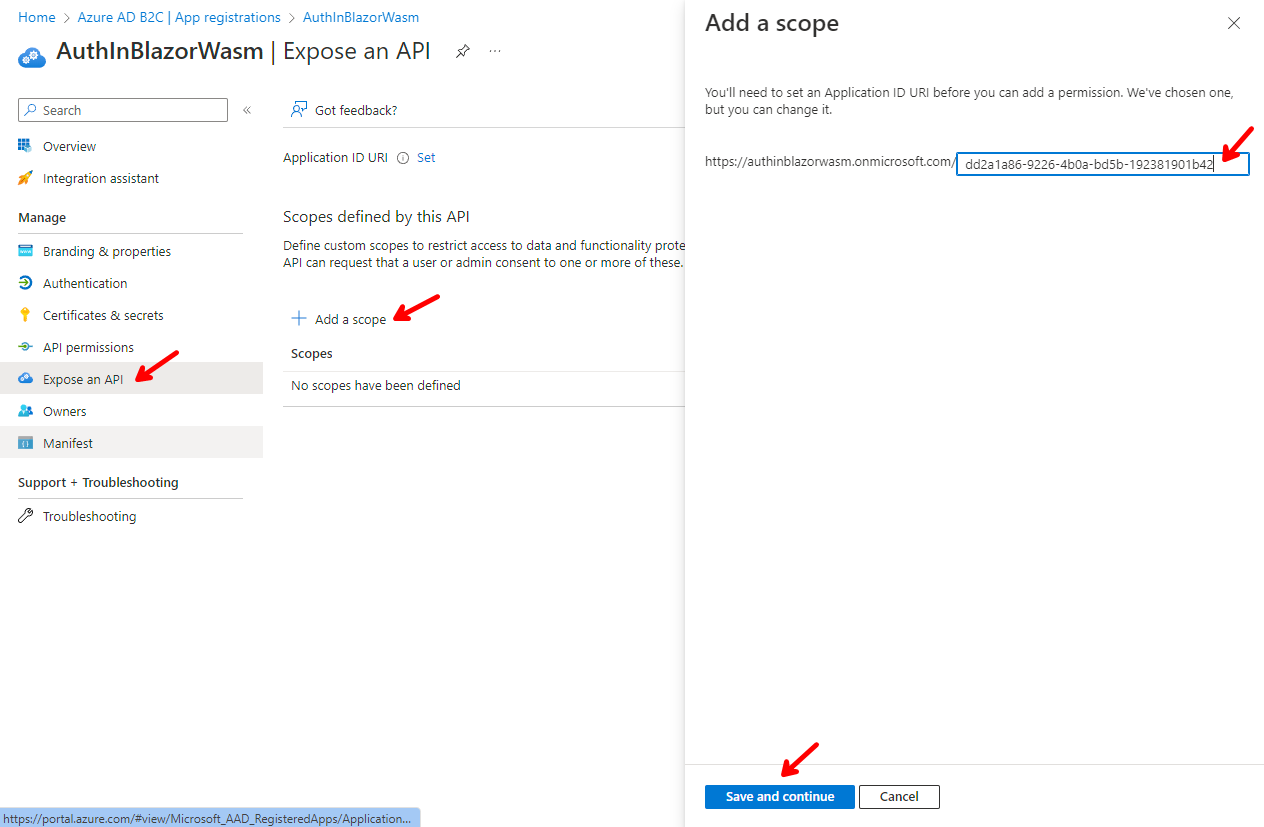 Home > Azure AD B2C | App registrations > AuthInBlazorWasm
AuthInBlazorWasm | Expose an API
Search
Overview
Integration assistant
Manage
Branding & properties
Authentication
Certificates & secrets
API permissions
Expose an API
Owners
Manifest
Support + Troubleshooting
Troubleshooting
Got feedback?
Application ID URI Set
Scopes defined by this API
Define custom scopes to restrict access to data and functionality prote
API can request that a user or admin consent to one or more of these.
Add a scope
Scopes
No scopes have been defined
Add a scope
You'll need to set an Application ID URI before you can add a permission. We've chosen one,
but you can change it.
https://authinblazorwasm.onmicrosoft.com/ dd2a1a86-9226-4b0a-bd5b-192381901b42
Save and continue Cancel
https://portal.azure.com/#view/Microsoft_AAD_RegisteredApps/Application...